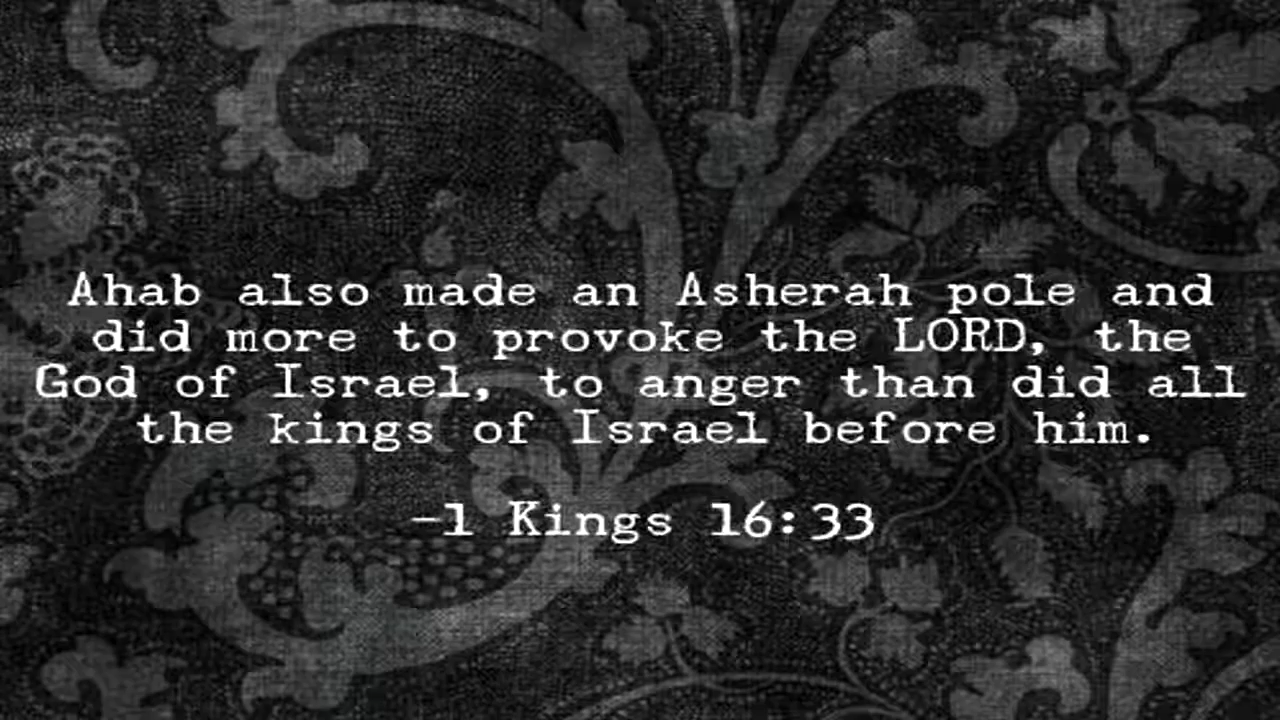 Ahab also made an Asherah pole and
did more to provoke the LORD, the
God of Israel, to anger than did all
the kings of Israel before him.
-1 Kings 16:33